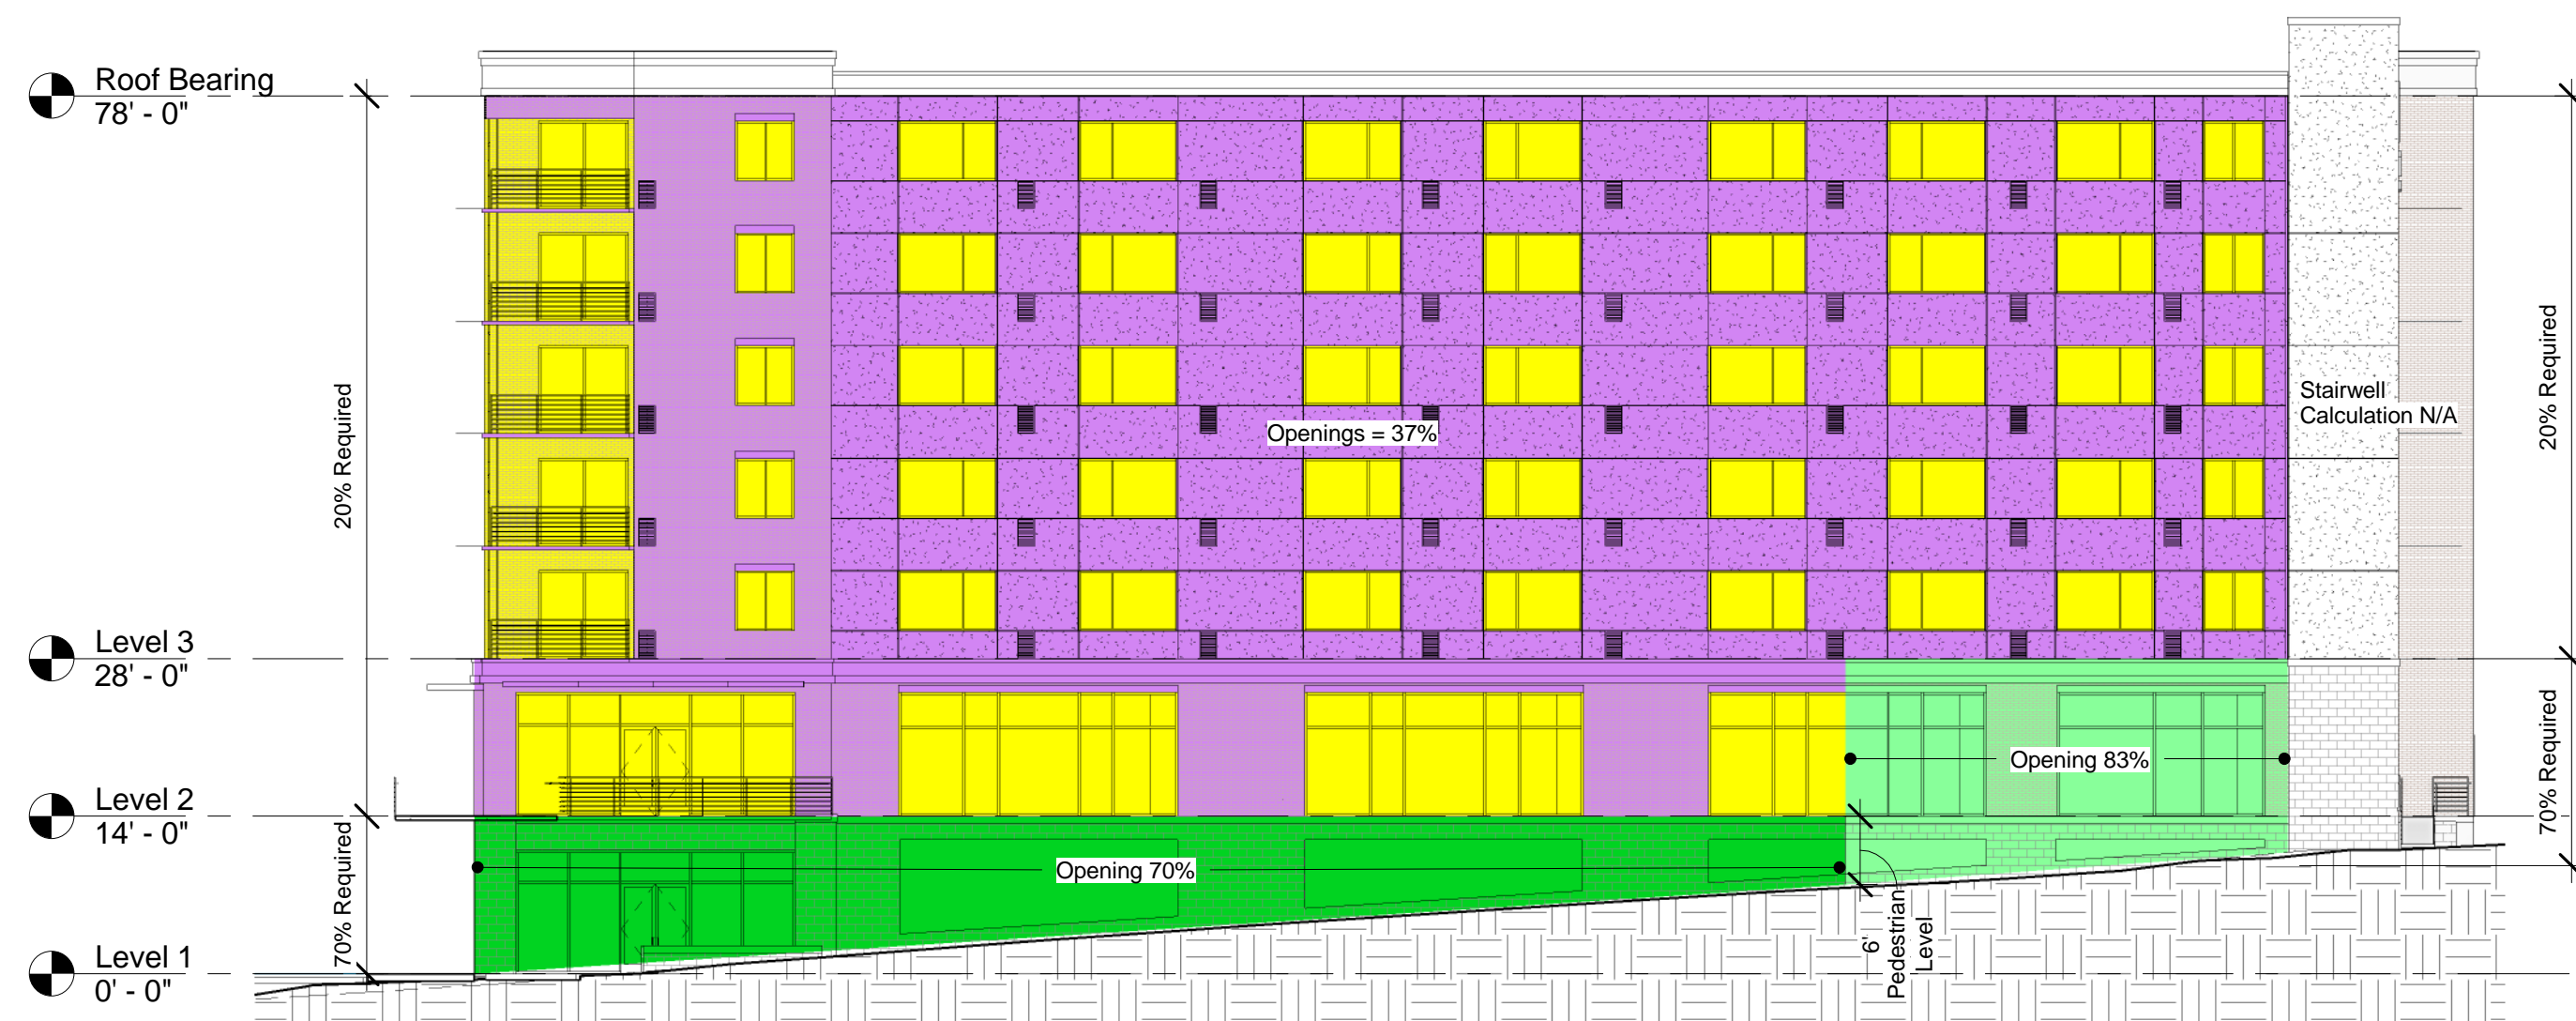 Roof Bearing
78' - 0"
20% Required
Openings = 37%
Stairwell
Calculation N/A
20% Required
Level 3
28' - 0"
Opening 83%
70% Required
Level 2
14' - 0"
70% Required
Opening 70%
6'
Pedestrian
Level
Level 1
0' - 0"